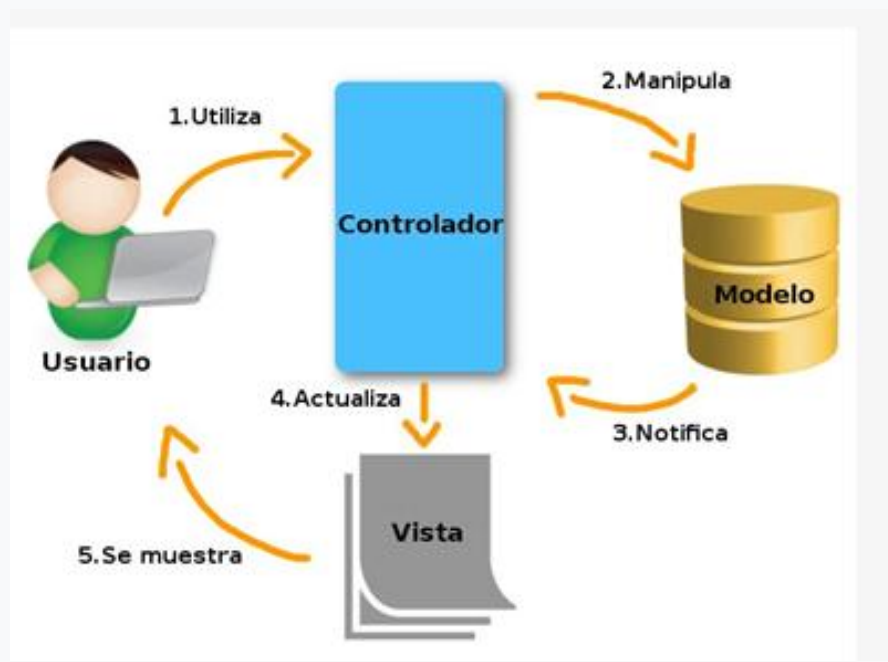 1.Utiliza
2.Manipula
Controlador
Modelo
Usuario
4.Actualiza
3.Notifica
Vista
5.Se muestra